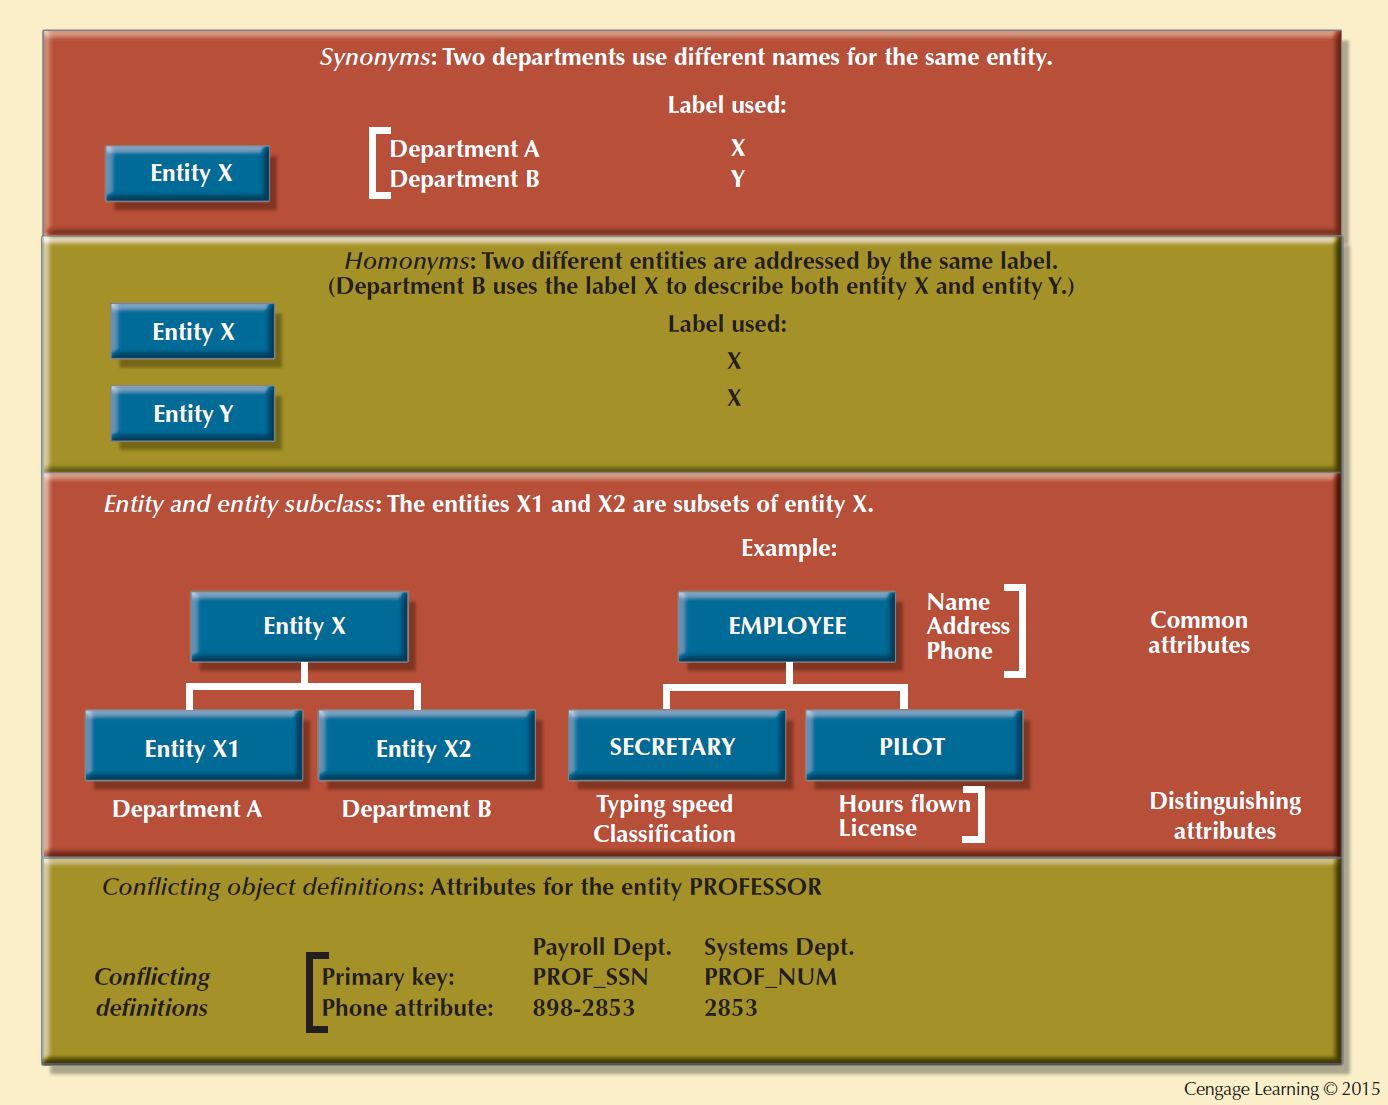 Synonyms: Two departments use different names for the same entity.
Label used:
Entity X
Department A X
Department B Y
Homonyms: Two different entities are addressed by the same label.
(Department B uses the label X to describe both entity X and entity Y.)
Label used:
Entity X
X
X
Entity Y
Entity and entity subclass: The entities X1 and X2 are subsets of entity X.
Example:
Entity X
EMPLOYEE
Name
Address
Phone
Common
attributes
Entity X1
Entity X2
SECRETARY
PILOT
Department A
Department B
Typing speed
Classification
Hours flown
License
Distinguishing
attributes
Conflicting object definitions: Attributes for the entity PROFESSOR
Payroll Dept. Systems Dept.
Conflicting
definitions
Primary key: PROF_SSN PROF_NUM
Phone attribute: 898-2853 2853
Cengage Learning © 2015